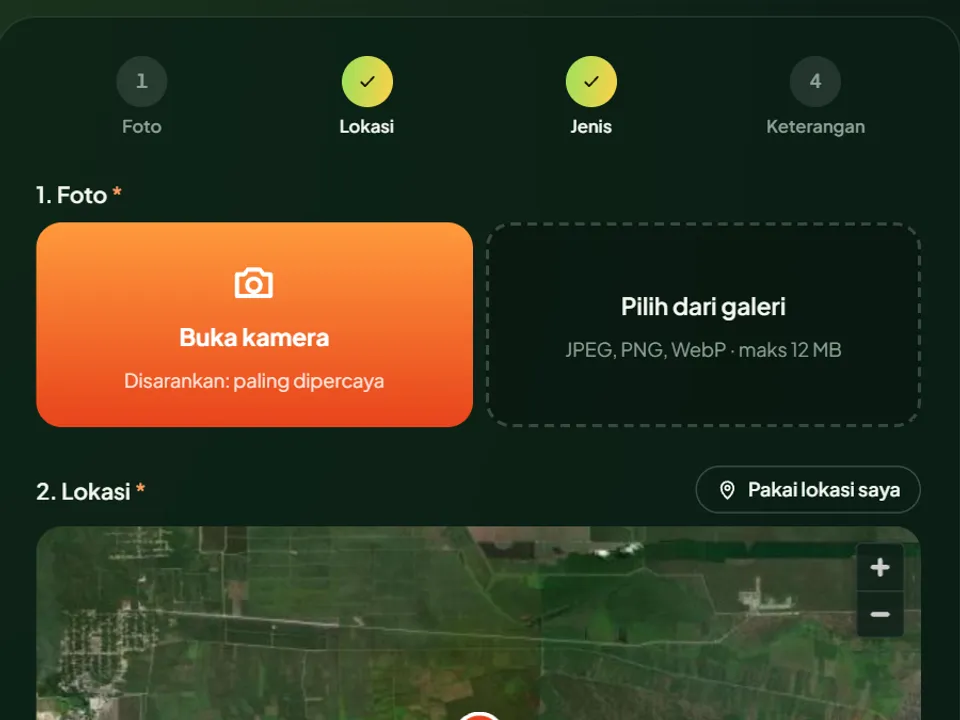 1
4
Foto
Lokasi
Jenis
Keterangan
1. Foto *
Buka kamera
Disarankan: paling dipercaya
Pilih dari galeri
JPEG, PNG, WebP · maks 12 MB
2. Lokasi *
Pakai lokasi saya
+
−